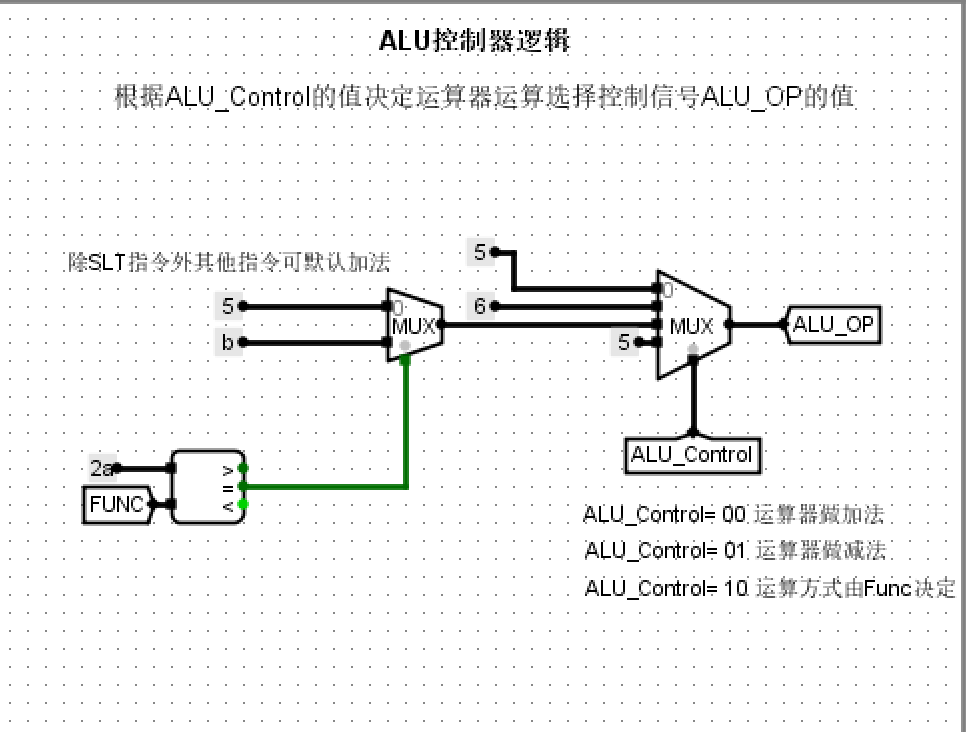 ALU控制器逻辑
根据ALU_Control的值决定运算器运算选择控制信号ALU_OP的值
除SLT指令外其他指令可默认加法
5
5
0
0
6
MUX
MUX
ALU_OP
b
5
ALU_Control
2a
>
FUNC
=
<
ALU_Control= 00 运算器做加法
ALU_Control= 01 运算器做减法
ALU_Control= 10 运算方式由Func决定